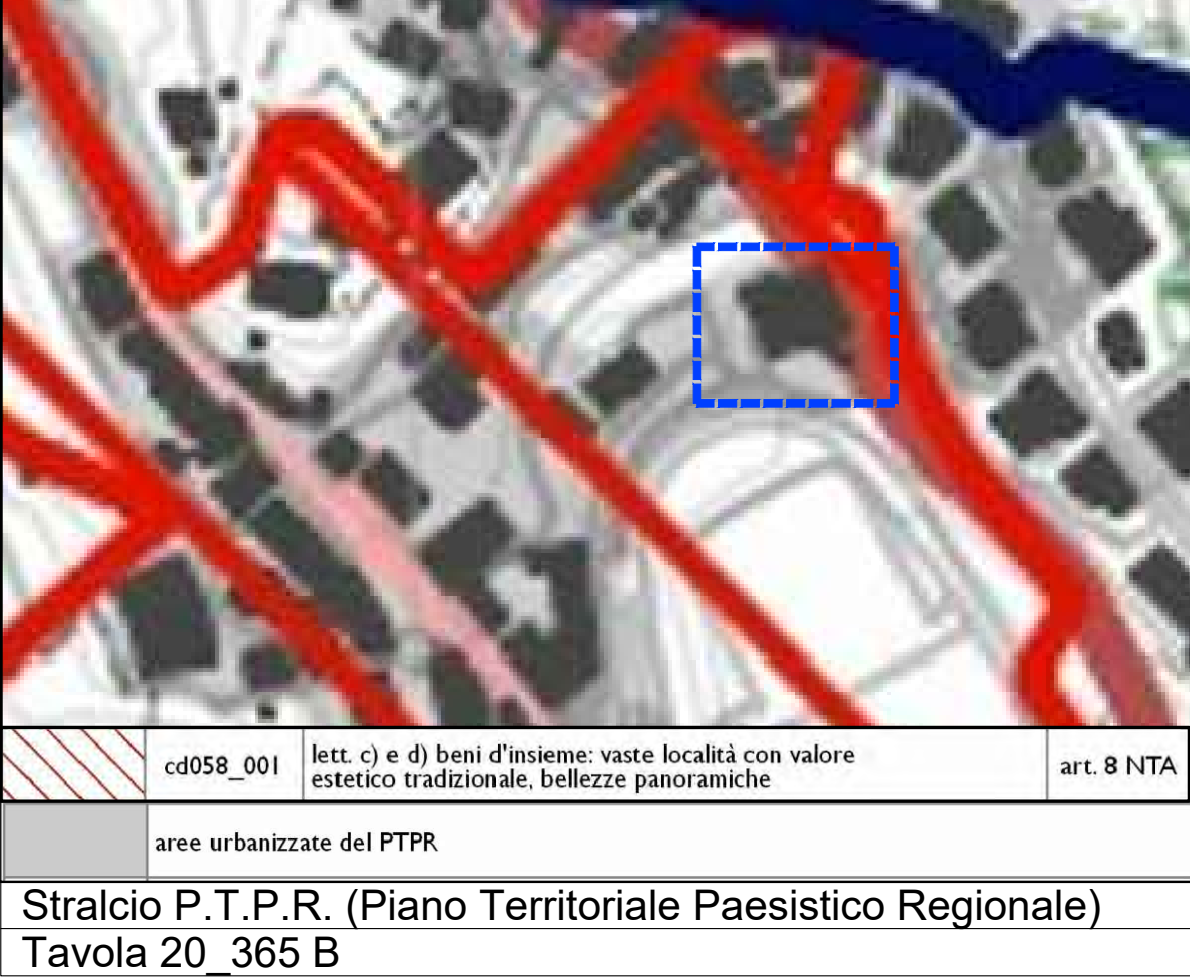 cd058_001
lett. c) e d) beni d'insieme: vaste località con valore
estetico tradizionale, bellezze panoramiche
art. 8 NTA
aree urbanizzate del PTPR
Stralcio P.T.P.R. (Piano Territoriale Paesistico Regionale)
Tavola 20_365 B